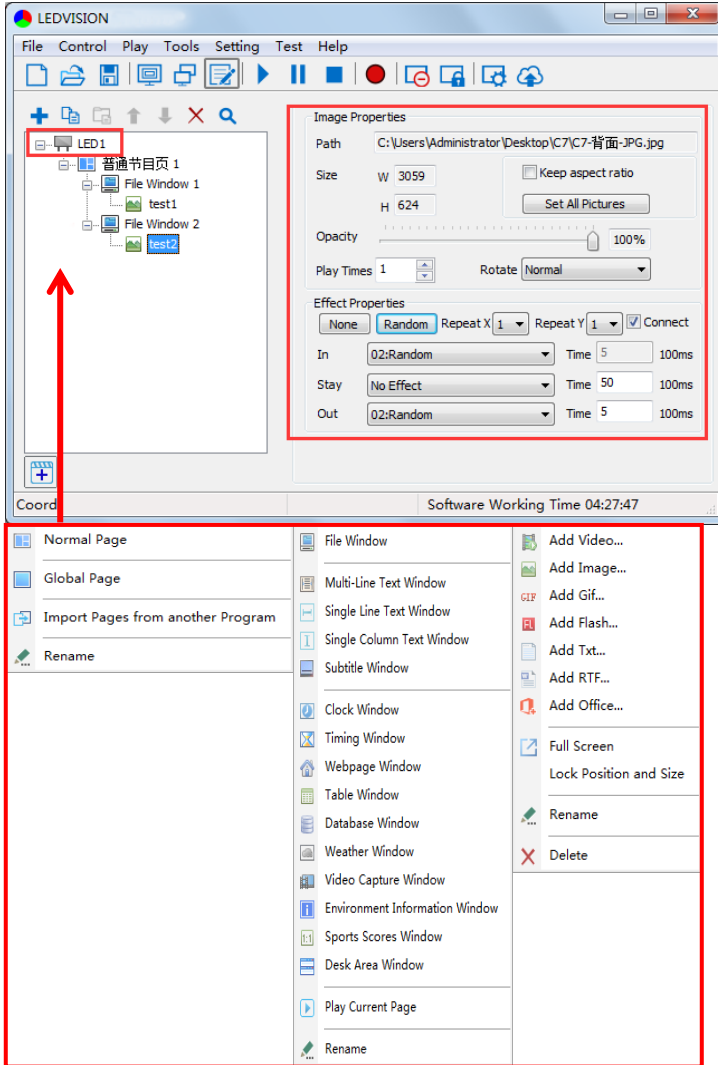 LEDVISION
File Control Play Tools Setting Test Help
LED1
普通节目页 1
File Window 1
test1
File Window 2
test2
Image Properties
Path C:\Users\Administrator\Desktop\C7\C7-背面-JPG.jpg
Size W 3059 Keep aspect ratio
H 624 Set All Pictures
Opacity 100%
Play Times 1 Rotate Normal
Effect Properties
None Random Repeat X 1 Repeat Y 1 Connect
In 02:Random Time 5 100ms
Stay No Effect Time 50 100ms
Out 02:Random Time 5 100ms
Coord Software Working Time 04:27:47
Normal Page
Global Page
Import Pages from another Program
Rename
File Window
Multi-Line Text Window
Single Line Text Window
Single Column Text Window
Subtitle Window
Clock Window
Timing Window
Webpage Window
Table Window
Database Window
Weather Window
Video Capture Window
Environment Information Window
1:1 Sports Scores Window
Desk Area Window
Play Current Page
Rename
Add Video...
Add Image...
GIF Add Gif...
FL Add Flash...
Add Txt...
Add RTF...
Add Office...
Full Screen
Lock Position and Size
Rename
Delete